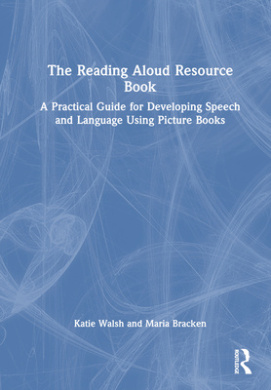 The Reading Aloud Resource
Book
A Practical Guide for Developing Speech
and Language Using Picture Books
Katie Walsh and Maria Bracken
ROUTLEDGE